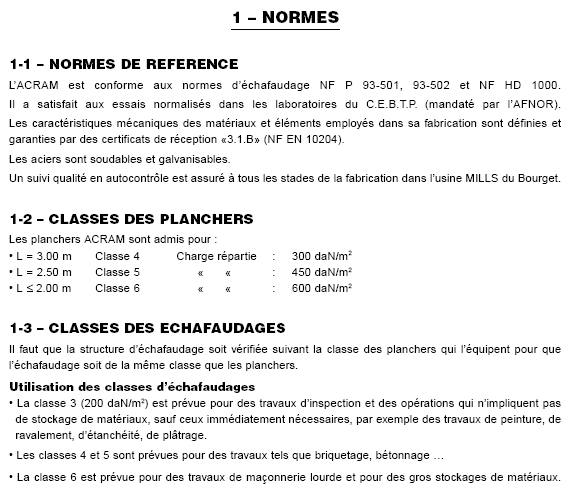 1 – NORMES
1-1 – NORMES DE REFERENCE
L'ACRAM est conforme aux normes d'échafaudage NF P 93-501, 93-502 et NF HD 1000.
Il a satisfait aux essais normalisés dans les laboratoires du C.E.B.T.P. (mandaté par l'AFNOR).
Les caractéristiques mécaniques des matériaux et éléments employés dans sa fabrication sont définies et
garanties par des certificats de réception «3.1.B» (NF EN 10204).
Les aciers sont soudables et galvanisables.
Un suivi qualité en autocontrôle est assuré à tous les stades de la fabrication dans l'usine MILLS du Bourget.
1-2 – CLASSES DES PLANCHERS
Les planchers ACRAM sont admis pour :
• L = 3.00 m Classe 4 Charge répartie : 300 daN/m²
• L = 2.50 m Classe 5 « « : 450 daN/m²
• L ≤ 2.00 m Classe 6 « « : 600 daN/m²
1-3 – CLASSES DES ECHAFAUDAGES
Il faut que la structure d'échafaudage soit vérifiée suivant la classe des planchers qui l'équipent pour que
l'échafaudage soit de la même classe que les planchers.
Utilisation des classes d'échafaudages
• La classe 3 (200 daN/m²) est prévue pour des travaux d'inspection et des opérations qui n'impliquent pas
de stockage de matériaux, sauf ceux immédiatement nécessaires, par exemple des travaux de peinture, de
ravalement, d'étanchéité, de plâtrage.
• Les classes 4 et 5 sont prévues pour des travaux tels que briquetage, bétonnage ...
• La classe 6 est prévue pour des travaux de maçonnerie lourde et pour des gros stockages de matériaux.